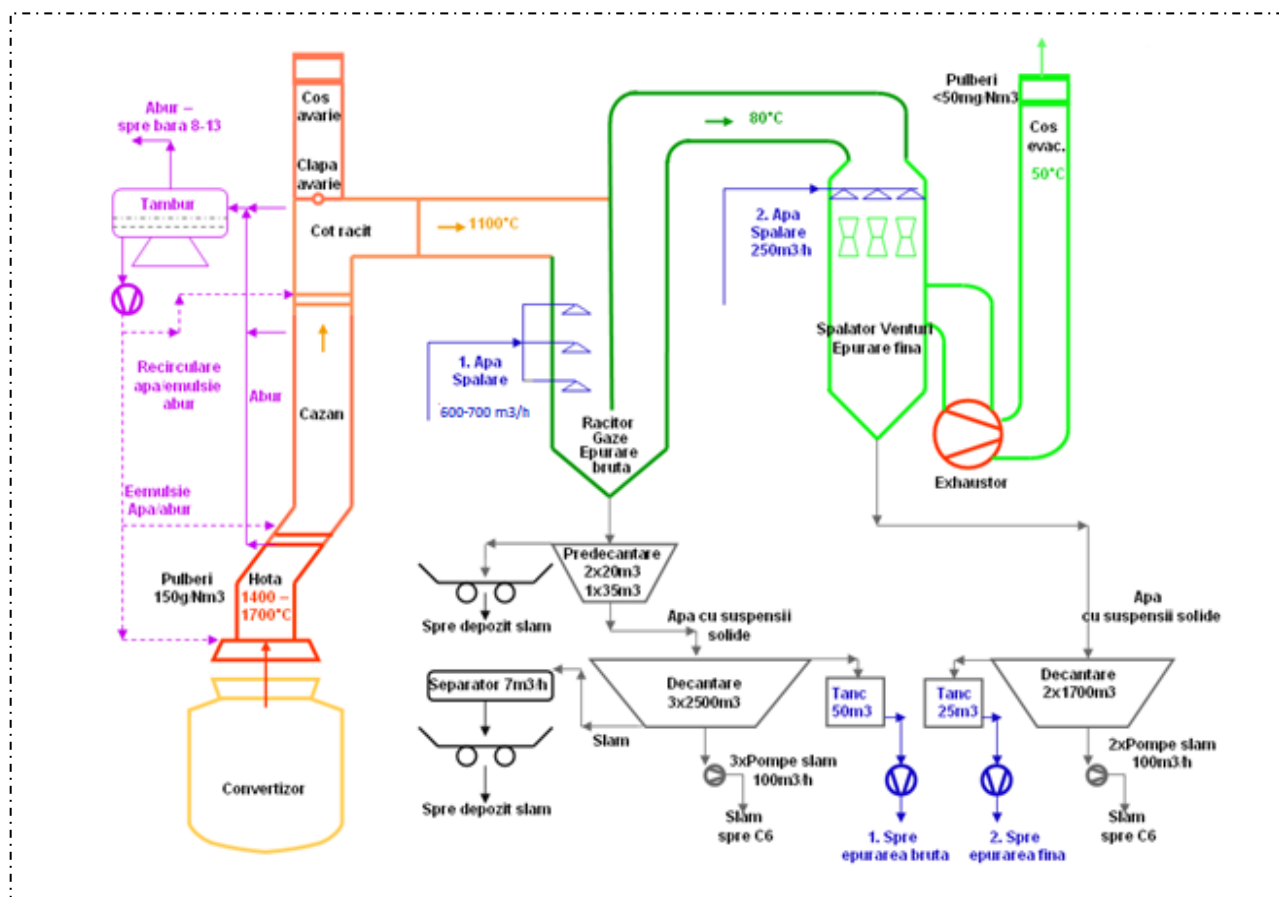 Pulberi
<50mg/Nm3
Cos
avarie
Abur –
spre bara 8-13
80°C
Cos
evac.
50°C
Clapa
avarie
Tambur
2. Apa
Spalare
250m3/h
Cot racit
1100°C
Spalator Venturi
Epurare fina
Recirculare
apa/emulsie
abur
Abur
1. Apa
Spalare
600-700 m3/h
Cazan
Racitor
Gaze
Epurare
bruta
Exhaustor
Eemulsie
Apa/abur
Pulberi
150g/Nm3
Hota
1400 –
1700°C
Predecantare
2x20m3
1x35m3
Spre depozit slam
Apa cu suspensii
solide
Apa
cu suspensii solide
Separator 7m3/h
Decantare
3x2500m3
Tanc
50m3
Tanc
25m3
Decantare
2x1700m3
Slam
3xPompe slam
100m3/h
2xPompe slam
100m3/h
Convertizor
Spre depozit slam
Slam
spre C6
1. Spre
epurarea bruta
2. Spre
epurarea fina
Slam
spre C6